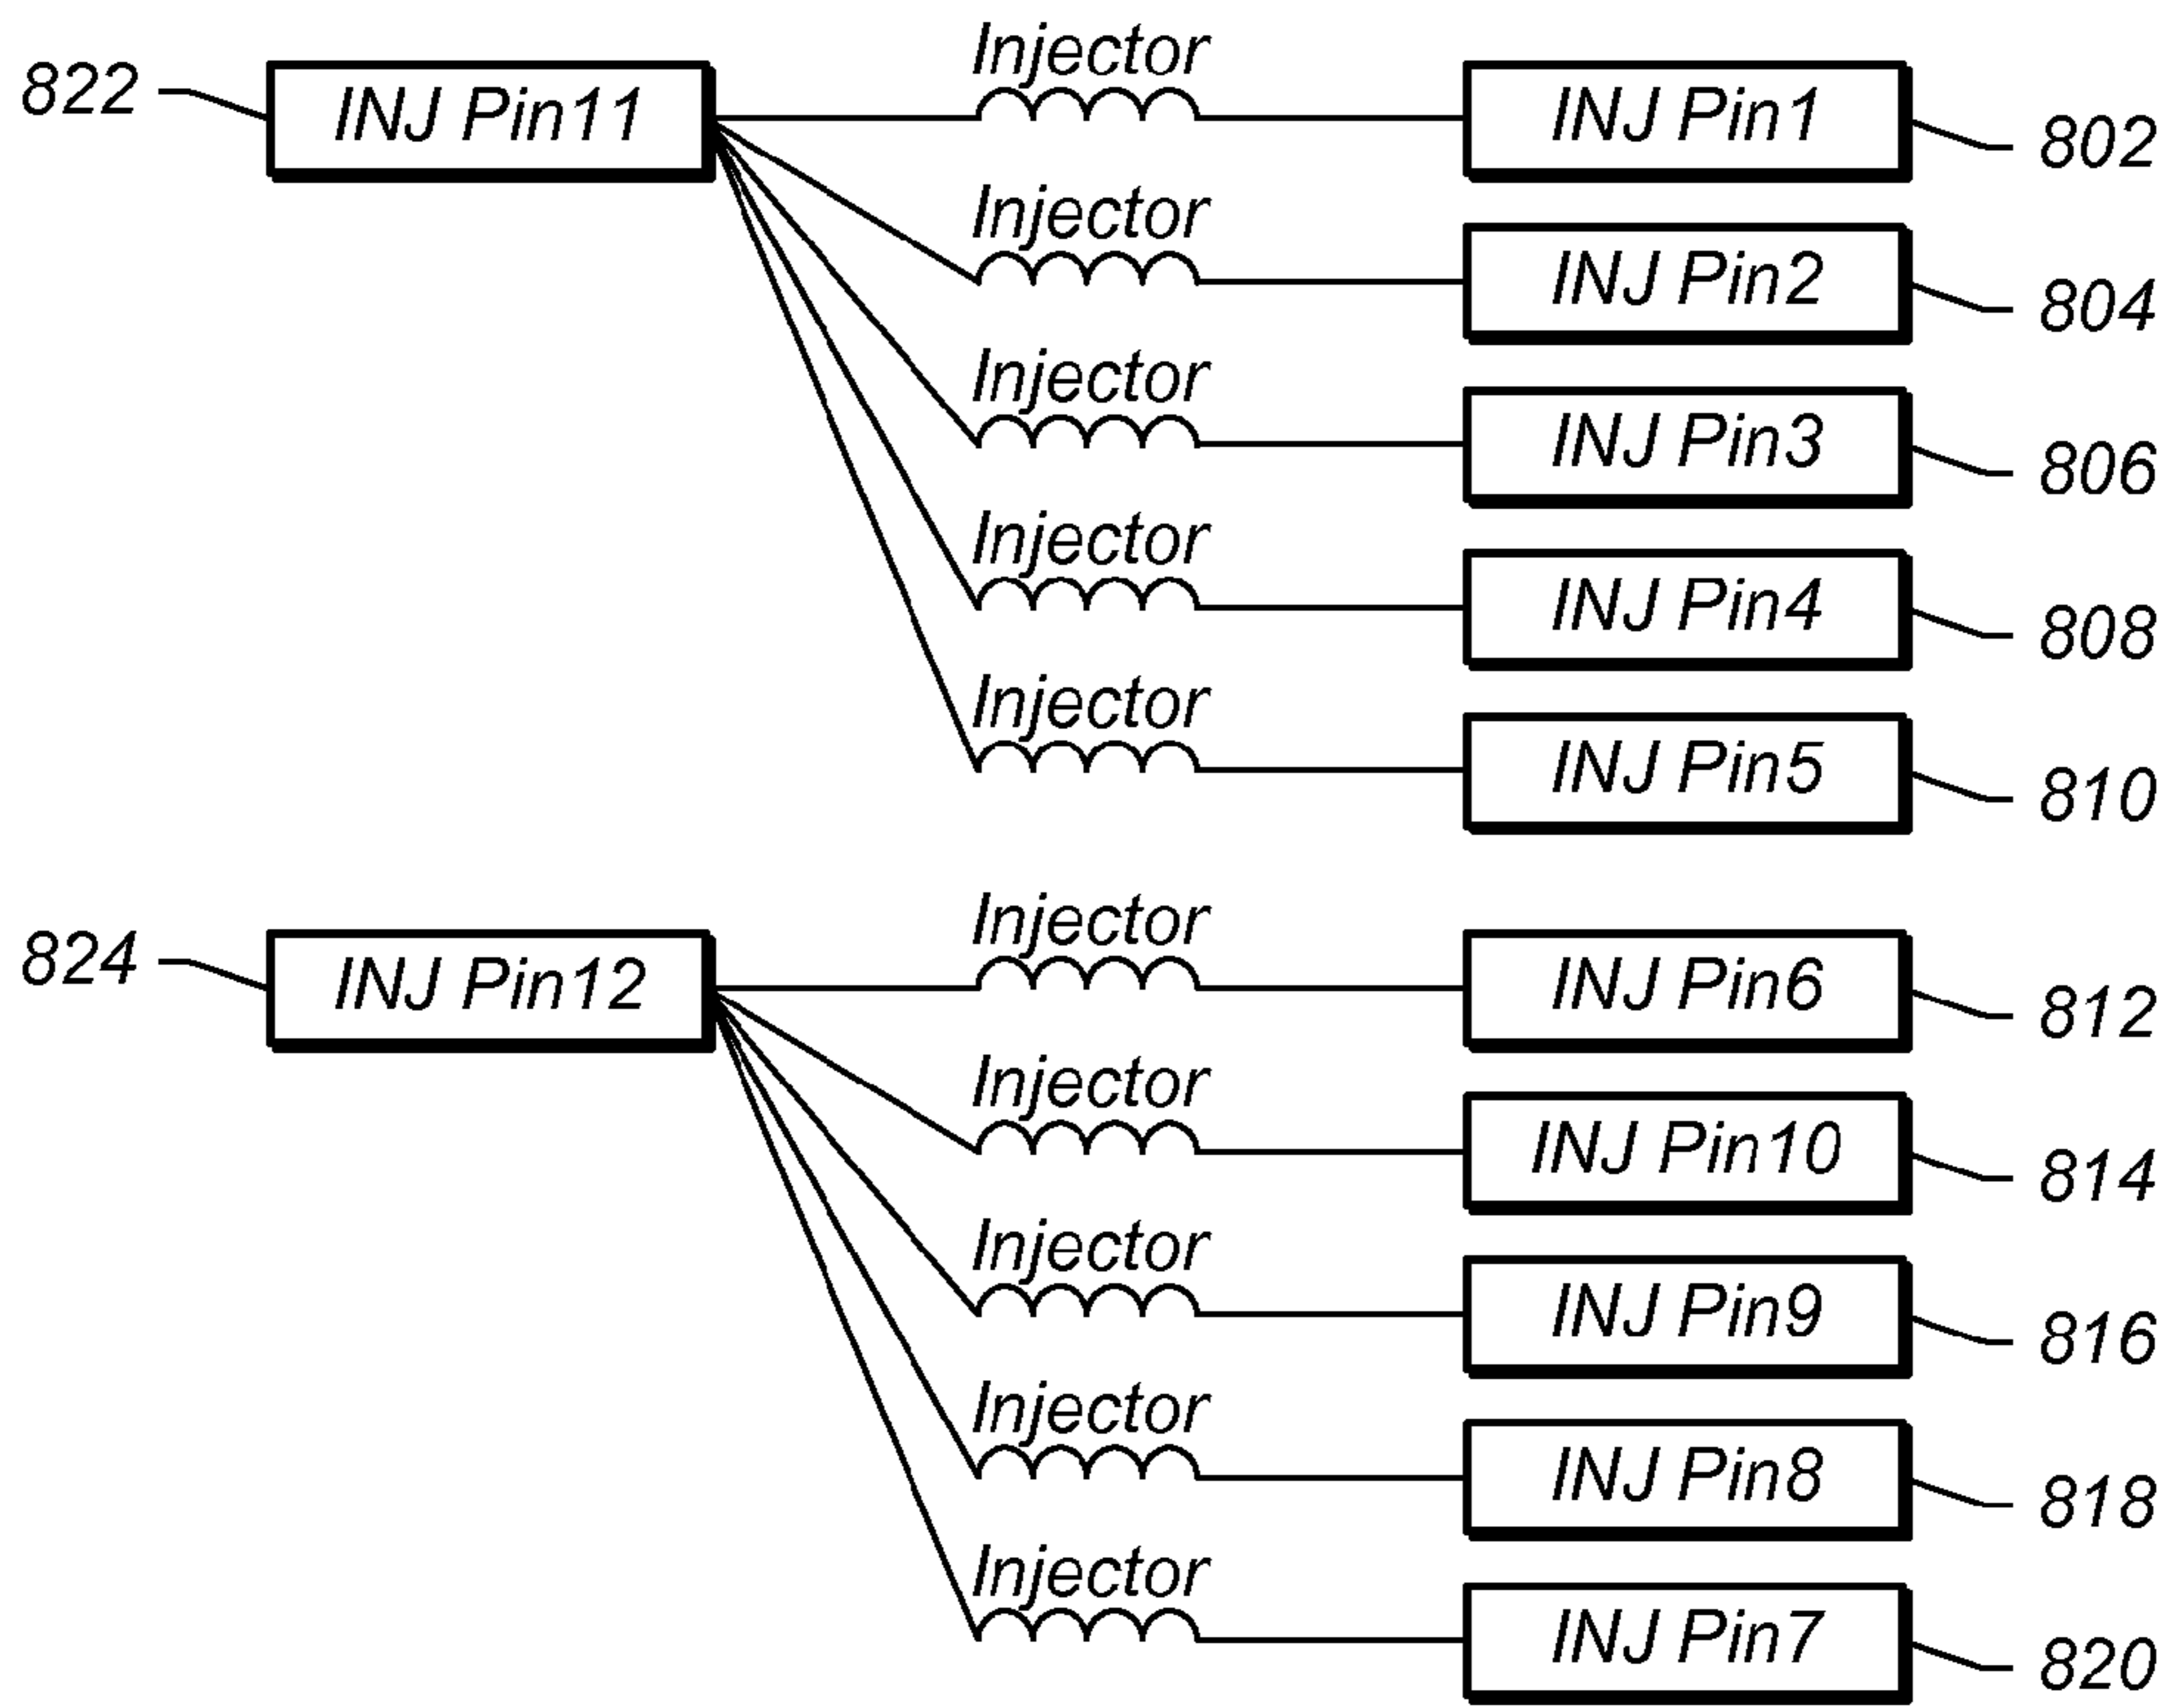 Injector
822 INJ Pin11 INJ Pin1 802
Injector
INJ Pin2 804
Injector
INJ Pin3 806
Injector
INJ Pin4 808
Injector
INJ Pin5 810
Injector
824 INJ Pin12 INJ Pin6 812
Injector
INJ Pin10 814
Injector
INJ Pin9 816
Injector
INJ Pin8 818
Injector
INJ Pin7 820